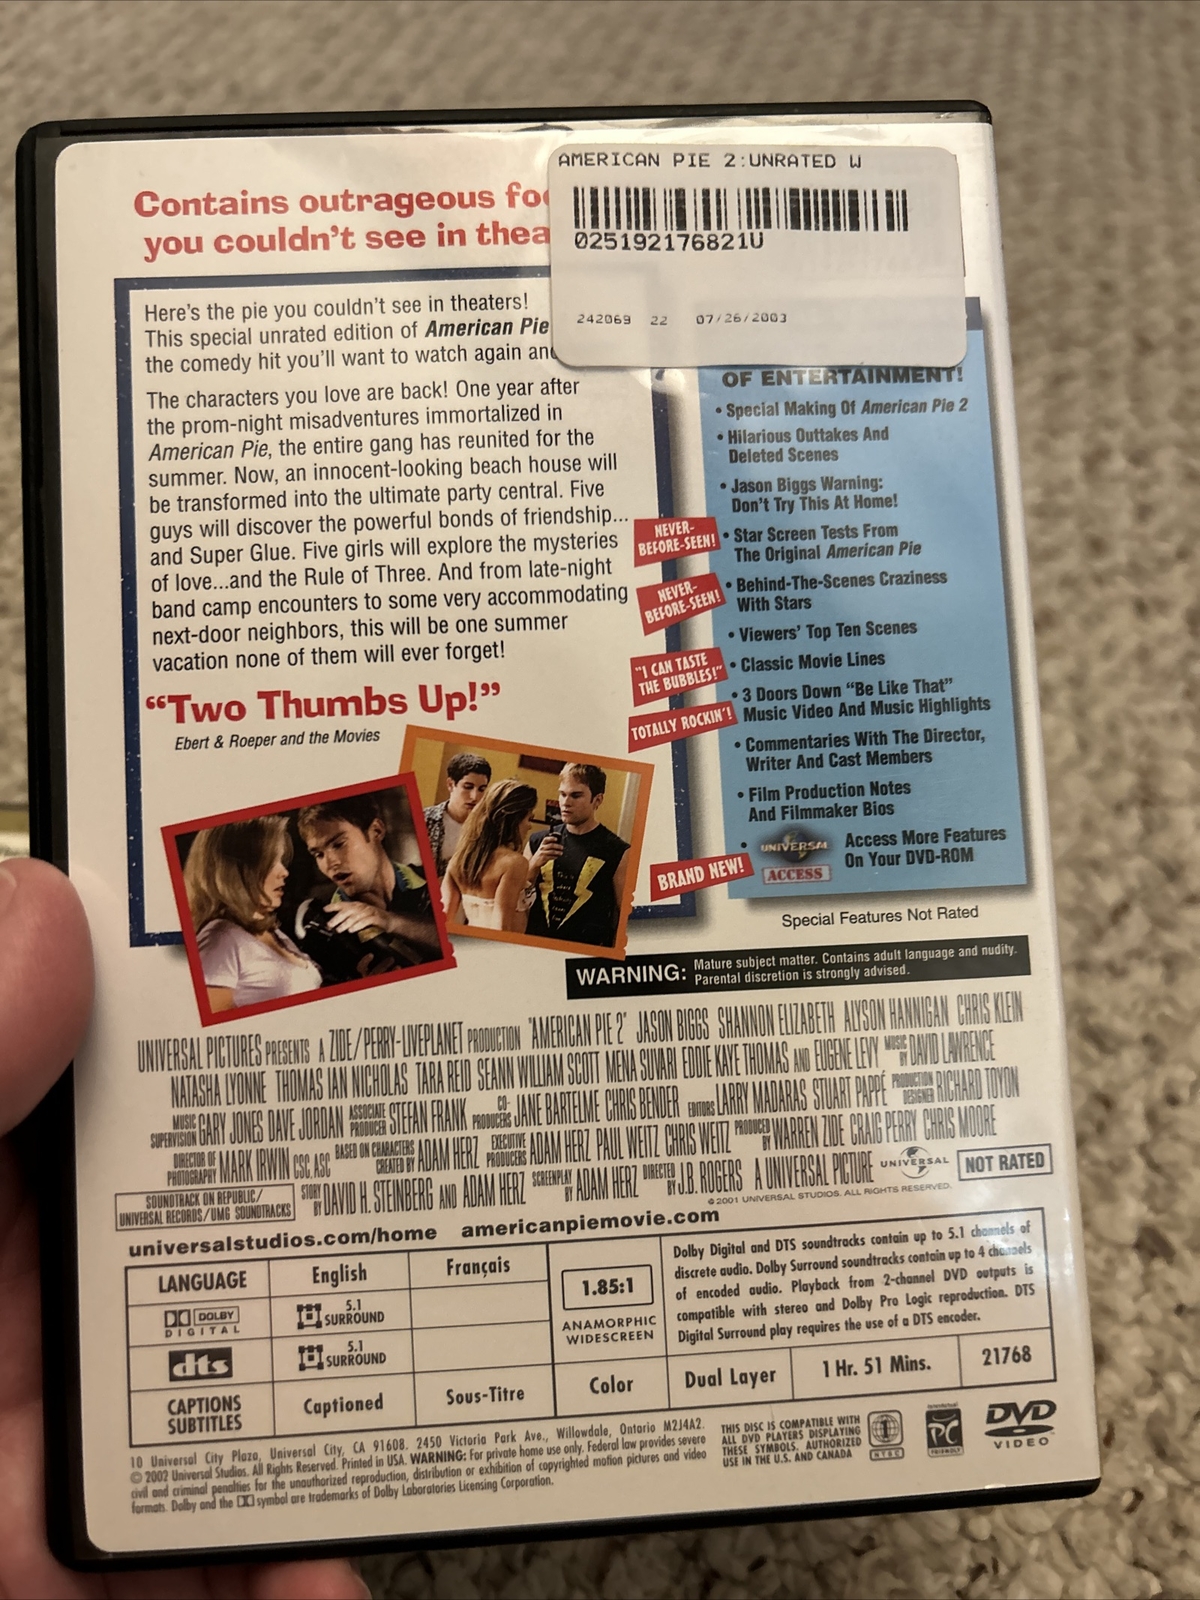 AMERICAN PIE 2:UNRATED W
025192176821U
242069 22 07/26/2003
Contains outrageous
you couldn't see in
Here's the pie you couldn't see in theaters!
This special unrated edition of American Pie
the comedy hit you'll want to watch again
The characters you love are back! One year after
the prom-night misadventures immortalized in
American Pie, the entire gang has reunited for the
summer. Now, an innocent-looking beach house will
be transformed into the ultimate party central. Five
guys will discover the powerful bonds of friendship...
and Super Glue. Five girls will explore the mysteries
of love...and the Rule of Three. And from late-night
band camp encounters to some very accommodating
next-door neighbors, this will be one summer
vacation none of them will ever forget!
"Two Thumbs Up!"
Ebert & Roeper and the Movies
OF ENTERTAINMENT!
• Special Making Of American Pie 2
• Hilarious Outtakes And
Deleted Scenes
• Jason Biggs Warning:
Don't Try This At Home!
NEVER-
BEFORE-SEEN!
• Star Screen Tests From
The Original American Pie
NEVER-
BEFORE-SEEN!
• Behind-The-Scenes Craziness
With Stars
• Viewers' Top Ten Scenes
"I CAN TASTE
THE BUBBLES!"
• Classic Movie Lines
TOTALLY ROCKIN'!
• 3 Doors Down "Be Like That"
Music Video And Music Highlights
• Commentaries With The Director,
Writer And Cast Members
• Film Production Notes
And Filmmaker Bios
BRAND NEW!
• UNIVERSAL
ACCESS
Access More Features
On Your DVD-ROM
Special Features Not Rated
WARNING: Mature subject matter. Contains adult language and nudity.
Parental discretion is strongly advised.
UNIVERSAL PICTURES PRESENTS A ZIDE/PERRY-LIVEPLANET PRODUCTION "AMERICAN PIE 2" JASON BIGGS SHANNON ELIZABETH ALYSON HANNIGAN CHRIS KLEIN
NATASHA LYONNE THOMAS IAN NICHOLAS TARA REID SEANN WILLIAM SCOTT MENA SUVARI EDDIE KAYE THOMAS AND EUGENE LEVY MUSIC BY DAVID LAWRENCE
MUSIC SUPERVISION GARY JONES DAVE JORDAN ASSOCIATE PRODUCER STEFAN FRANK CO-PRODUCERS JANE BARTELME CHRIS BENDER EDITORS LARRY MADARAS STUART PAPPÉ PRODUCTION DESIGNER RICHARD TOYON
DIRECTOR OF PHOTOGRAPHY MARK IRWIN CSC, ASC BASED ON CHARACTERS CREATED BY ADAM HERZ EXECUTIVE PRODUCERS ADAM HERZ PAUL WEITZ CHRIS WEITZ PRODUCED BY WARREN ZIDE CRAIG PERRY CHRIS MOORE
SOUNDTRACK ON REPUBLIC/
UNIVERSAL RECORDS/UMG SOUNDTRACKS
STORY BY DAVID H. STEINBERG AND ADAM HERZ SCREENPLAY BY ADAM HERZ DIRECTED BY J.B. ROGERS A UNIVERSAL PICTURE UNIVERSAL NOT RATED
© 2001 UNIVERSAL STUDIOS. ALL RIGHTS RESERVED.
universalstudios.com/home americanpiemovie.com
LANGUAGE English Français
DOLBY DIGITAL 5.1 SURROUND
dts 5.1 SURROUND
CAPTIONS SUBTITLES Captioned Sous-Titre
1.85:1
ANAMORPHIC
WIDESCREEN
Color
Dolby Digital and DTS soundtracks contain up to 5.1 channels of
discrete audio. Dolby Surround soundtracks contain up to 4 channels
of encoded audio. Playback from 2-channel DVD outputs is
compatible with stereo and Dolby Pro Logic reproduction. DTS
Digital Surround play requires the use of a DTS encoder.
Dual Layer 1 Hr. 51 Mins. 21768
10 Universal City Plaza, Universal City, CA 91608. 2450 Victoria Park Ave., Willowdale, Ontario M2J4A2.
© 2002 Universal Studios. All Rights Reserved. Printed in USA. WARNING: For private home use only. Federal law provides severe
civil and criminal penalties for the unauthorized reproduction, distribution or exhibition of copyrighted motion pictures and video
formats. Dolby and the DD symbol are trademarks of Dolby Laboratories Licensing Corporation.
THIS DISC IS COMPATIBLE WITH
ALL DVD PLAYERS DISPLAYING
THESE SYMBOLS. AUTHORIZED
USE IN THE U.S. AND CANADA
1
NTSC
PC
FRIENDLY
DVD
VIDEO